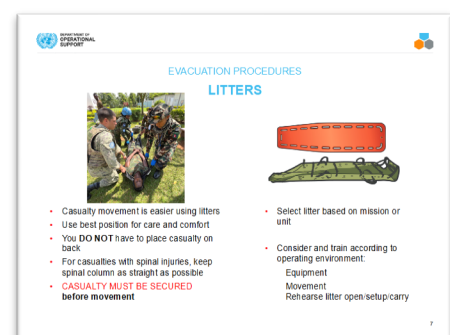 DEPARTMENT OF
OPERATIONAL
SUPPORT
EVACUATION PROCEDURES
LITTERS
• Casualty movement is easier using litters
• Use best position for care and comfort
• You DO NOT have to place casualty on
back
• For casualties with spinal injuries, keep
spinal column as straight as possible
• CASUALTY MUST BE SECURED
before movement
• Select litter based on mission or
unit
• Consider and train according to
operating environment:
Equipment
Movement
Rehearse litter open/setup/carry
7